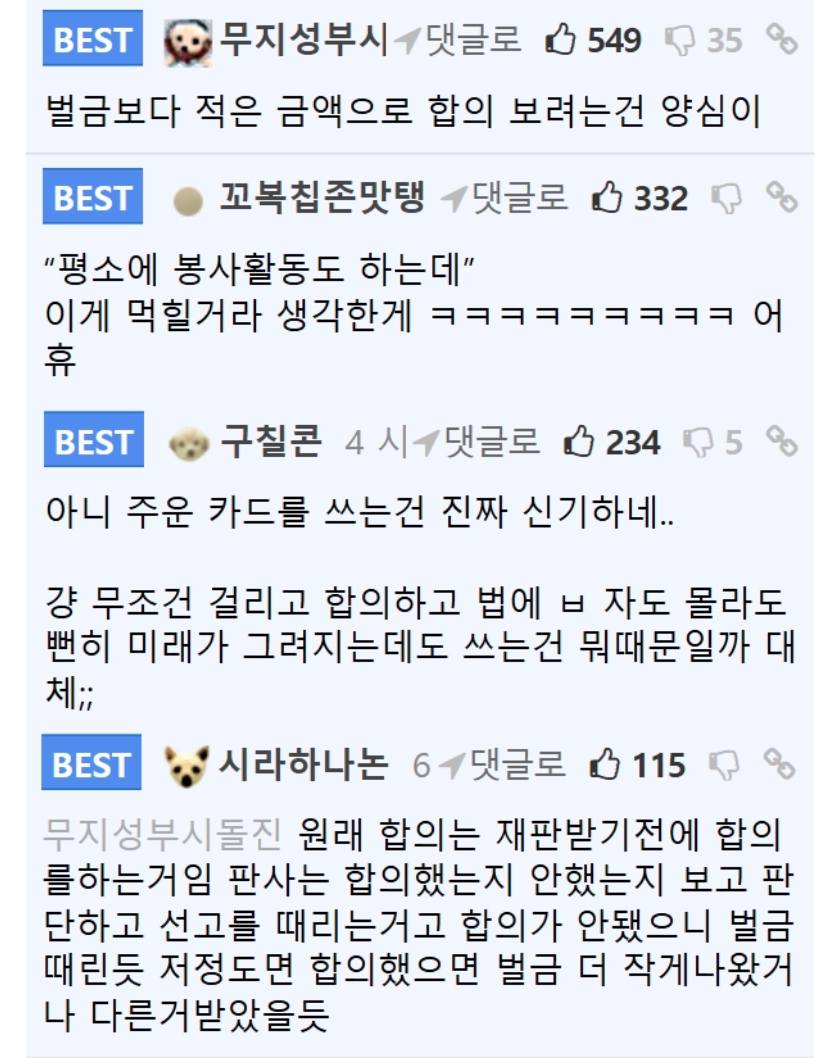 BEST 무지성부시 댓글로 549 35
벌금보다 적은 금액으로 합의 보려는건 양심이
BEST 꼬복칩존맛탱 댓글로 332
"평소에 봉사활동도 하는데"
이게 먹힐거라 생각한게 ㅋㅋㅋㅋㅋㅋㅋㅋㅋ 어
휴
BEST 구칠콘 4 시 댓글로 234 5
아니 주운 카드를 쓰는건 진짜 신기하네..
걍 무조건 걸리고 합의하고 법에 ㅂ 자도 몰라도
뻔히 미래가 그려지는데도 쓰는건 뭐때문일까 대
체;;
BEST 시라하나논 6 댓글로 115
무지성부시돌진 원래 합의는 재판받기전에 합의
를하는거임 판사는 합의했는지 안했는지 보고 판
단하고 선고를 때리는거고 합의가 안됐으니 벌금
때린듯 저정도면 합의했으면 벌금 더 작게나왔거
나 다른거받았을듯